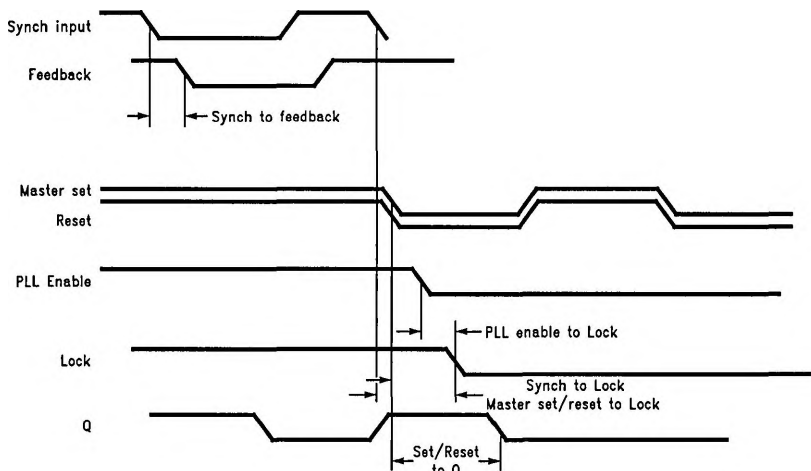 Synch input
Feedback
Synch to feedback
Master set
Reset
PLL Enable
PLL enable to Lock
Lock
Synch to Lock
Master set/reset to Lock
Q
Set/Reset
to Q